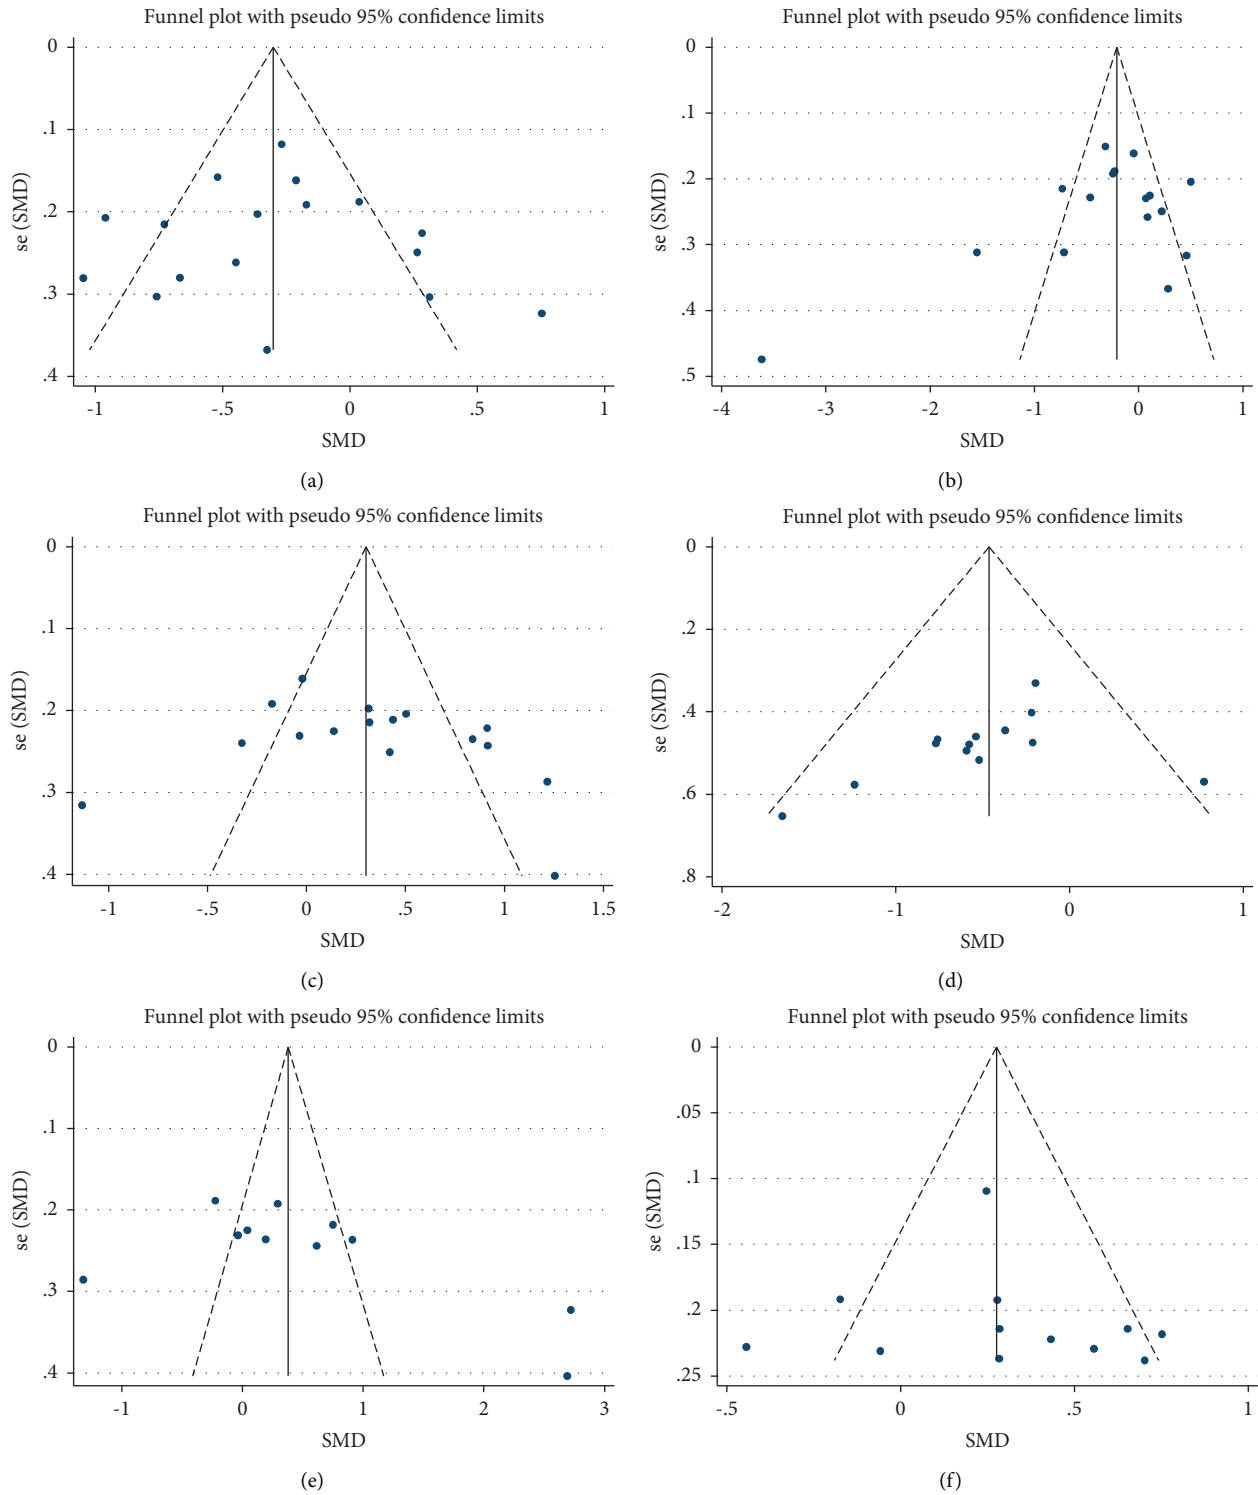 Funnel plot with pseudo 95% confidence limits
0
.1
.2
.3
.4
se (SMD)
-1
-.5
0
.5
1
SMD
(a)
Funnel plot with pseudo 95% confidence limits
0
.1
.2
.3
.4
.5
se (SMD)
-4
-3
-2
-1
0
1
SMD
(b)
Funnel plot with pseudo 95% confidence limits
0
.1
.2
.3
.4
se (SMD)
-1
-.5
0
.5
1
1.5
SMD
(c)
Funnel plot with pseudo 95% confidence limits
0
.2
.4
.6
.8
se (SMD)
-2
-1
0
1
SMD
(d)
Funnel plot with pseudo 95% confidence limits
0
.1
.2
.3
.4
se (SMD)
-1
0
1
2
3
SMD
(e)
Funnel plot with pseudo 95% confidence limits
0
.05
.1
.15
.2
.25
se (SMD)
-.5
0
.5
1
SMD
(f)